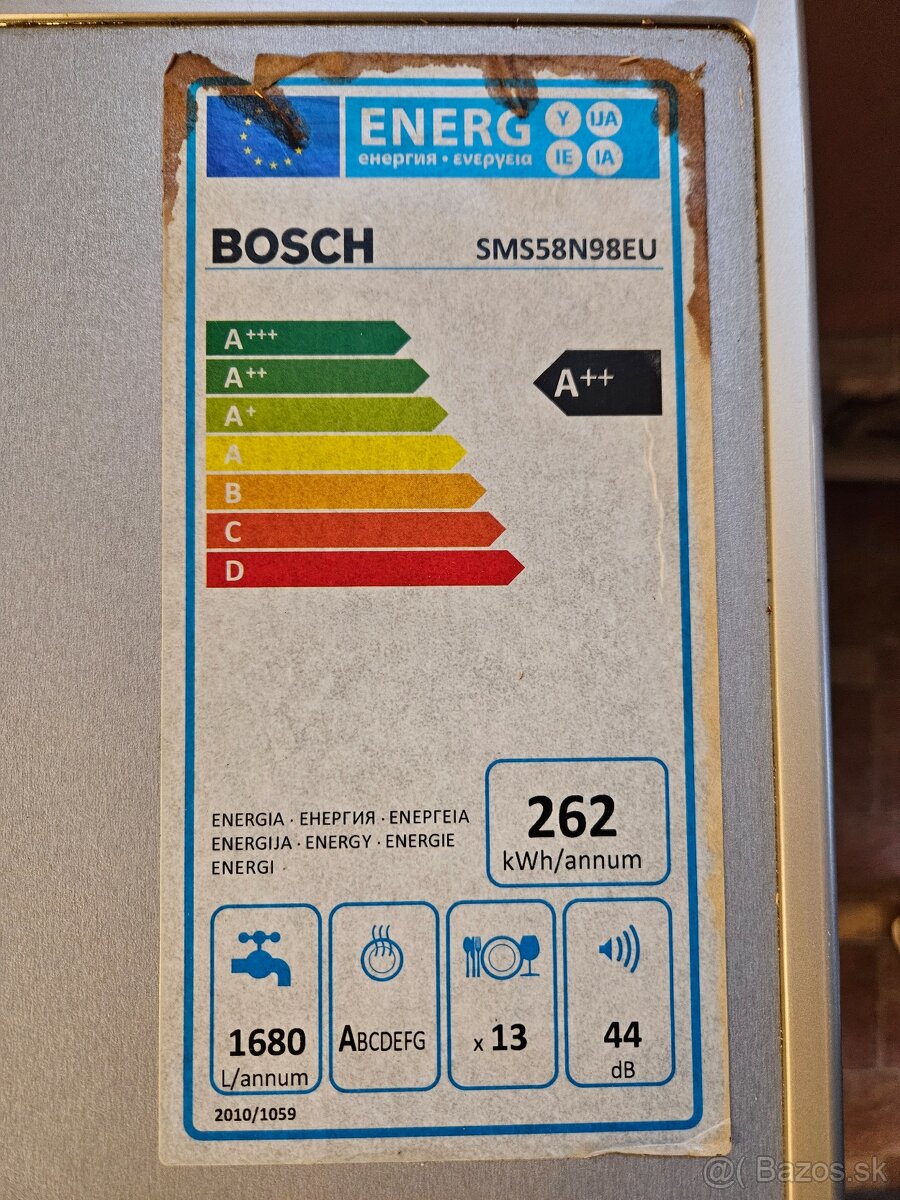 ENERG Y IJA
енергия · ενεργεια IE IA
BOSCH SMS58N98EU
A+++
A++ A++
A+
A
B
C
D
ENERGIA · ЕНЕРГИЯ · ΕΝΕΡΓΕΙΑ
ENERGIJA · ENERGY · ENERGIE
ENERGI
262
kWh/annum
1680
L/annum
ABCDEFG
x 13
44
dB
2010/1059
@( Bazos.sk